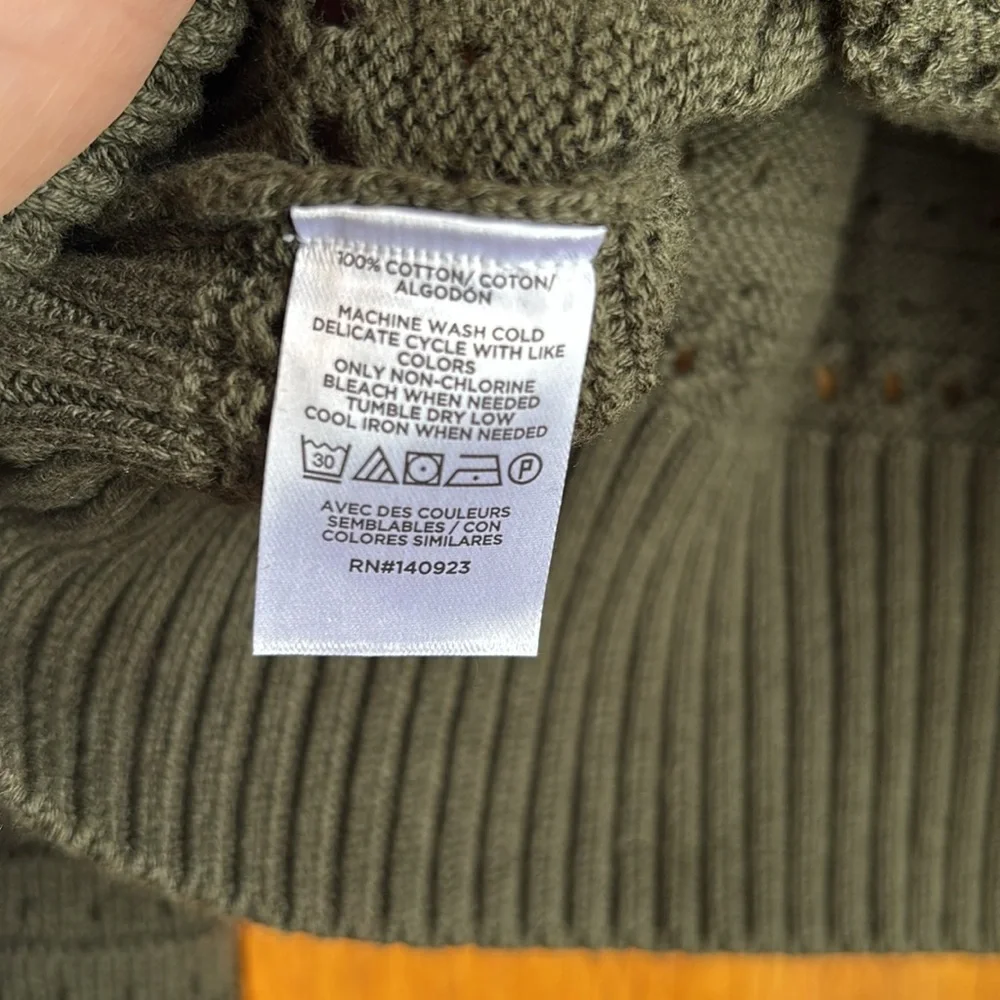 100% COTTON/ COTON/
ALGODÓN
MACHINE WASH COLD
DELICATE CYCLE WITH LIKE
COLORS
ONLY NON-CHLORINE
BLEACH WHEN NEEDED
TUMBLE DRY LOW
COOL IRON WHEN NEEDED
30 P
AVEC DES COULEURS
SEMBLABLES / CON
COLORES SIMILARES
RN#140923